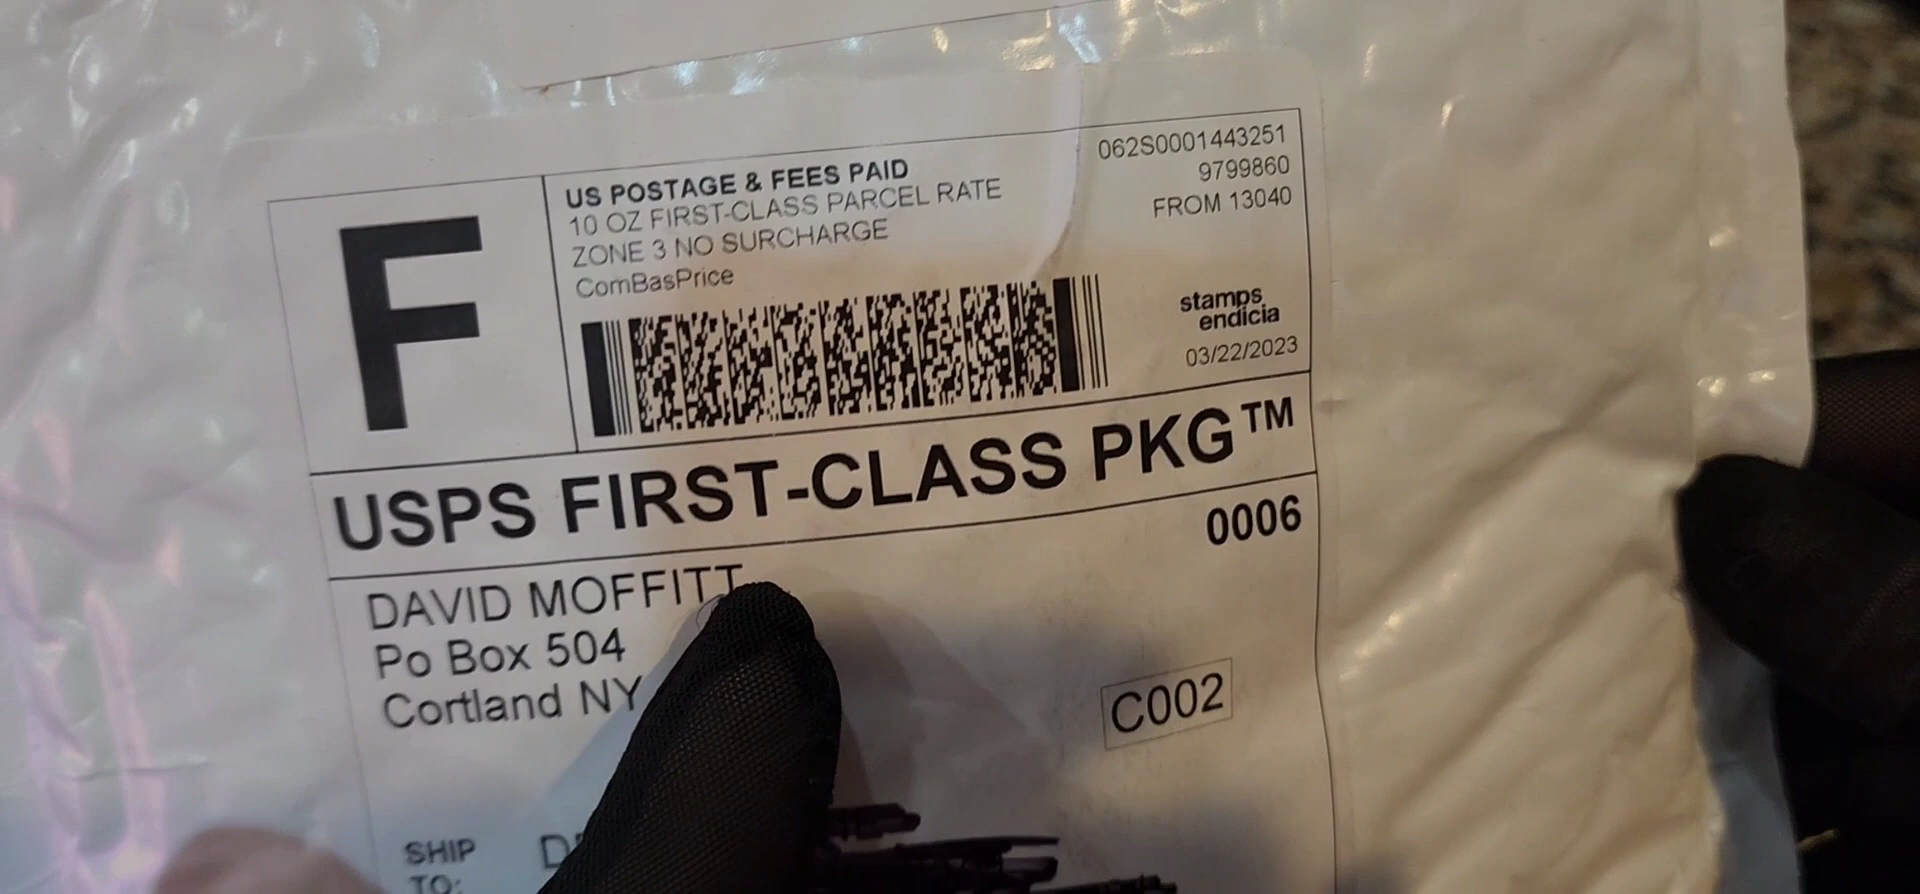 F
US POSTAGE & FEES PAID
10 OZ FIRST-CLASS PARCEL RATE
ZONE 3 NO SURCHARGE
ComBasPrice
062S0001443251
9799860
FROM 13040
stamps
endicia
03/22/2023
USPS FIRST-CLASS PKG™
0006
DAVID MOFFITT
Po Box 504
Cortland NY
C002
SHIP
TO: